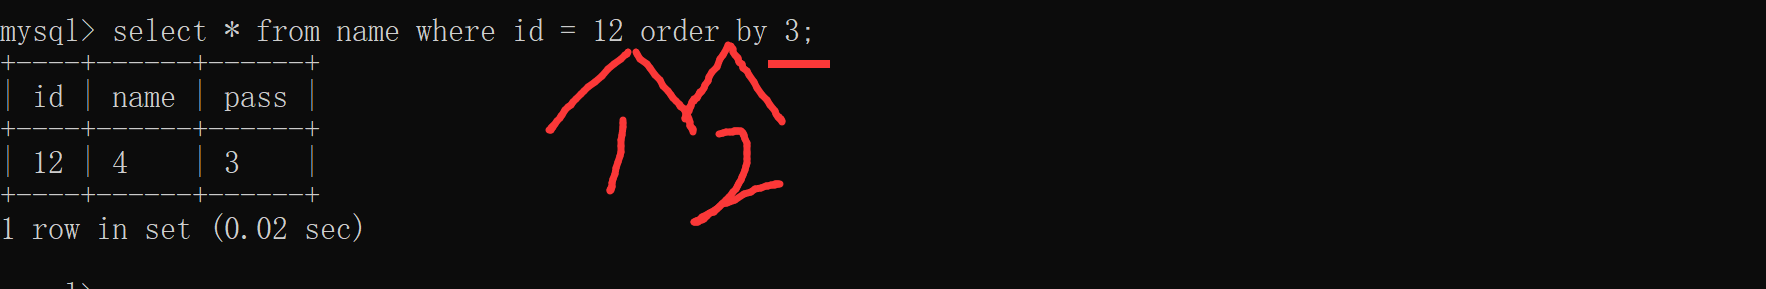 mysql> select * from name where id = 12 order by 3;
+----+------+------+
| id | name | pass |
+----+------+------+
| 12 | 4    | 3    |
+----+------+------+
1 2
1 row in set (0.02 sec)